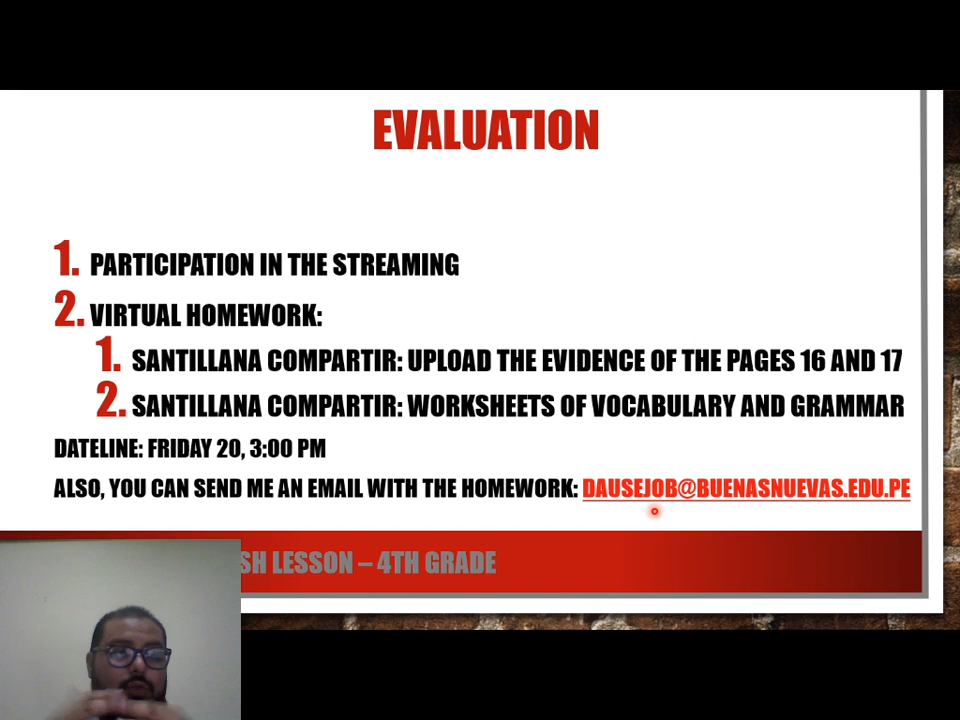 EVALUATION
1. PARTICIPATION IN THE STREAMING
2. VIRTUAL HOMEWORK:
1. SANTILLANA COMPARTIR: UPLOAD THE EVIDENCE OF THE PAGES 16 AND 17
2. SANTILLANA COMPARTIR: WORKSHEETS OF VOCABULARY AND GRAMMAR
DATELINE: FRIDAY 20, 3:00 PM
ALSO, YOU CAN SEND ME AN EMAIL WITH THE HOMEWORK: DAUSEJOB@BUENASNUEVAS.EDU.PE
LESSON – 4TH GRADE